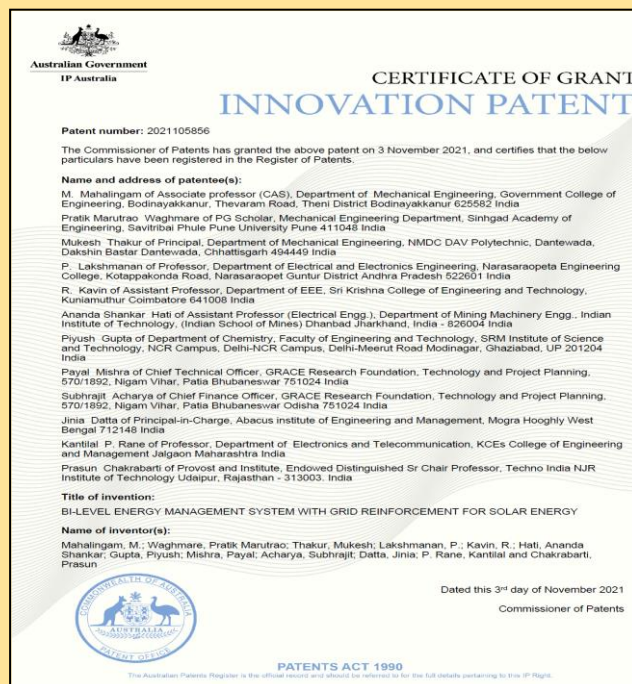 Australian Government
IP Australia
CERTIFICATE OF GRANT
INNOVATION PATENT
Patent number: 2021105856
The Commissioner of Patents has granted the above patent on 3 November 2021, and certifies that the below
particulars have been registered in the Register of Patents.
Name and address of patentee(s):
M. Mahalingam of Associate professor (CAS), Department of Mechanical Engineering, Government College of
Engineering, Bodinayakkanur, Thevaram Road, Theni District Bodinayakkanur 625582 India
Pratik Marutrao Waghmare of PG Scholar, Mechanical Engineering Department, Sinhgad Academy of
Engineering, Savitribai Phule Pune University Pune 411048 India
Mukesh Thakur of Principal, Department of Mechanical Engineering, NMDC DAV Polytechnic, Dantewada,
Dakshin Bastar Dantewada, Chhattisgarh 494449 India
P. Lakshmanan of Professor, Department of Electrical and Electronics Engineering, Narasaraopeta Engineering
College, Kotappakonda Road, Narasaraopet Guntur District Andhra Pradesh 522601 India
R. Kavin of Assistant Professor, Department of EEE, Sri Krishna College of Engineering and Technology,
Kuniamuthur Coimbatore 641008 India
Ananda Shankar Hati of Assistant Professor (Electrical Engg.), Department of Mining Machinery Engg., Indian
Institute of Technology, (Indian School of Mines) Dhanbad Jharkhand, India - 826004 India
Piyush Gupta of Department of Chemistry, Faculty of Engineering and Technology, SRM Institute of Science
and Technology, NCR Campus, Delhi-NCR Campus, Delhi-Meerut Road Modinagar, Ghaziabad, UP 201204
India
Payal Mishra of Chief Technical Officer, GRACE Research Foundation, Technology and Project Planning,
570/1892, Nigam Vihar, Patia Bhubaneswar 751024 India
Subhrajit Acharya of Chief Finance Officer, GRACE Research Foundation, Technology and Project Planning,
570/1892, Nigam Vihar, Patia Bhubaneswar Odisha 751024 India
Jinia Datta of Principal-in-Charge, Abacus institute of Engineering and Management, Mogra Hooghly West
Bengal 712148 India
Kantilal P. Rane of Professor, Department of Electronics and Telecommunication, KCEs College of Engineering
and Management Jalgaon Maharashtra India
Prasun Chakrabarti of Provost and Institute, Endowed Distinguished Sr Chair Professor, Techno India NJR
Institute of Technology Udaipur, Rajasthan - 313003. India
Title of invention:
BI-LEVEL ENERGY MANAGEMENT SYSTEM WITH GRID REINFORCEMENT FOR SOLAR ENERGY
Name of inventor(s):
Mahalingam, M.; Waghmare, Pratik Marutrao; Thakur, Mukesh; Lakshmanan, P.; Kavin, R.; Hati, Ananda
Shankar; Gupta, Piyush; Mishra, Payal; Acharya, Subhrajit; Datta, Jinia; P. Rane, Kantilal and Chakrabarti,
Prasun
Dated this 3rd day of November 2021
Commissioner of Patents
COMMONWEALTH OF AUSTRALIA
AUSTRALIA
PATENT OFFICE
PATENTS ACT 1990
The Australian Patents Register is the official record and should be referred to for the full details pertaining to this IP Right.